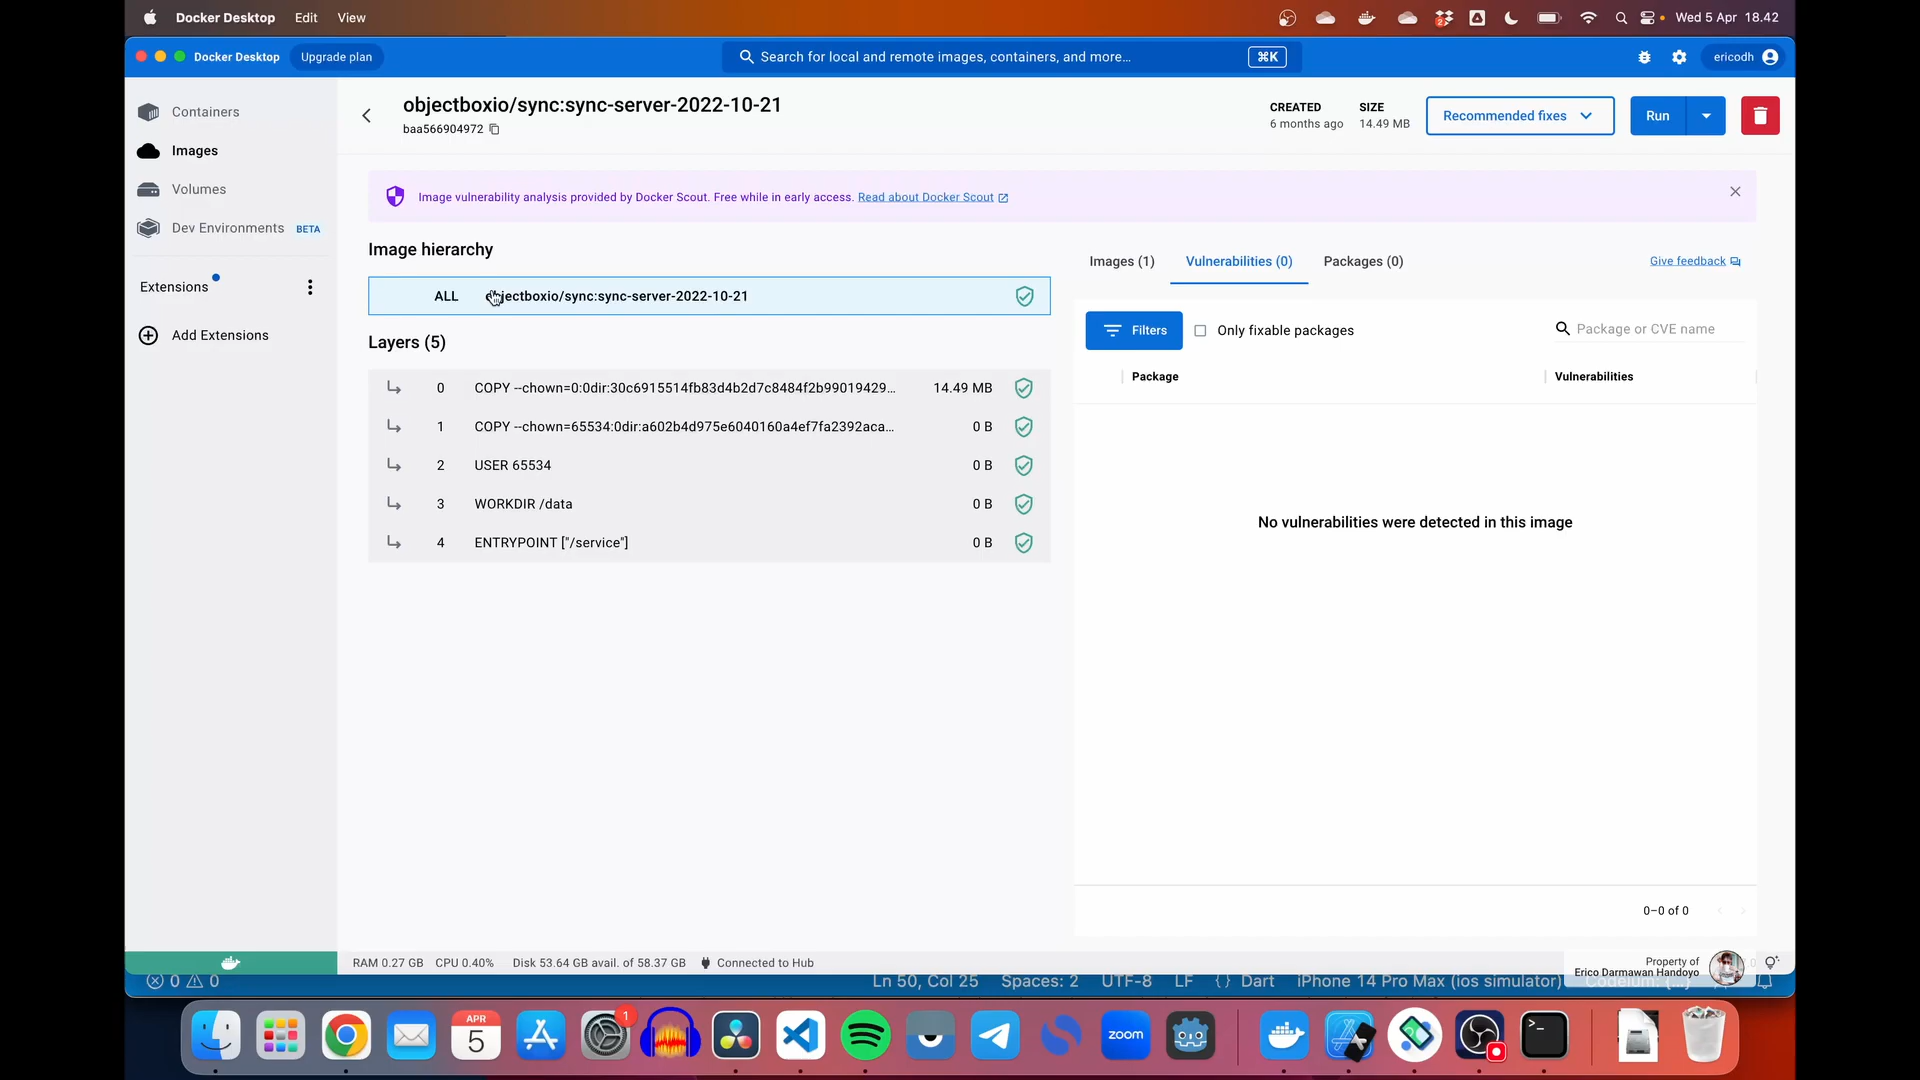 Docker Desktop Edit View
2
Wed 5 Apr 18.42
Docker Desktop
Upgrade plan
Search for local and remote images, containers, and more...
⌘K
ericodh
Containers
Images
Volumes
Dev Environments BETA
Extensions
Add Extensions
objectboxio/sync:sync-server-2022-10-21
baa566904972
CREATED
6 months ago
SIZE
14.49 MB
Recommended fixes
Run
Image vulnerability analysis provided by Docker Scout. Free while in early access. Read about Docker Scout
Image hierarchy
ALL objectboxio/sync:sync-server-2022-10-21
Layers (5)
0 COPY --chown=0:0dir:30c6915514fb83d4b2d7c8484f2b99019429... 14.49 MB
1 COPY --chown=65534:0dir:a602b4d975e6040160a4ef7fa2392aca... 0 B
2 USER 65534 0 B
3 WORKDIR /data 0 B
4 ENTRYPOINT ["/service"] 0 B
Images (1) Vulnerabilities (0) Packages (0)
Give feedback
Filters
Only fixable packages
Package or CVE name
Package Vulnerabilities
No vulnerabilities were detected in this image
0–0 of 0
RAM 0.27 GB CPU 0.40% Disk 53.64 GB avail. of 58.37 GB Connected to Hub
Property of
Erico Darmawan Handoyo
0 0
Ln 50, Col 25 Spaces: 2 UTF-8 LF {} Dart iPhone 14 Pro Max (ios simulator)
APR
5
1
zoom
>_